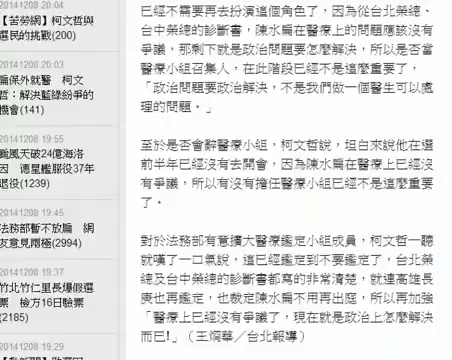 20141208 20:04
【苦勞網】柯文哲與
選民的挑戰(200)
20141208 20:03
扁保外就醫　柯文
哲：解決藍綠紛爭的
機會(141)
20141208 19:55
颱風天破24億海洛
因　德星艦服役37年
退役(1239)
20141208 19:45
法務部暫不放扁　網
友意見兩極(2994)
20141208 19:37
竹北竹仁里長爆假選
票　檢方16日驗票
(2185)
20141208 19:29
已經不需要再去扮演這個角色了，因為從台北榮總、
台中榮總的診斷書，陳水扁在醫療上的問題應該沒有
爭議，那剩下就是政治問題要怎麼解決，所以是否當
醫療小組召集人，在此階段已經不是這麼重要了，
「政治問題要政治解決，不是我們做一個醫生可以處
理的問題。」
至於是否會辭醫療小組，柯文哲說，坦白來說他在選
前半年已經沒有去開會，因為陳水扁在醫療上已經沒
有爭議，所以有沒有擔任醫療小組已經不是這麼重要
了。
對於法務部有意擴大醫療鑑定小組成員，柯文哲一聽
就嘆了一口氣說，這已經鑑定到不要鑑定了，台北榮
總及台中榮總的診斷書都寫的非常清楚，就連高雄長
庚也再鑑定，也裁定陳水扁不用再出庭，所以再加強
「醫療上已經沒有爭議了，現在就是政治上怎麼解決
而已!」（王炯華／台北報導）